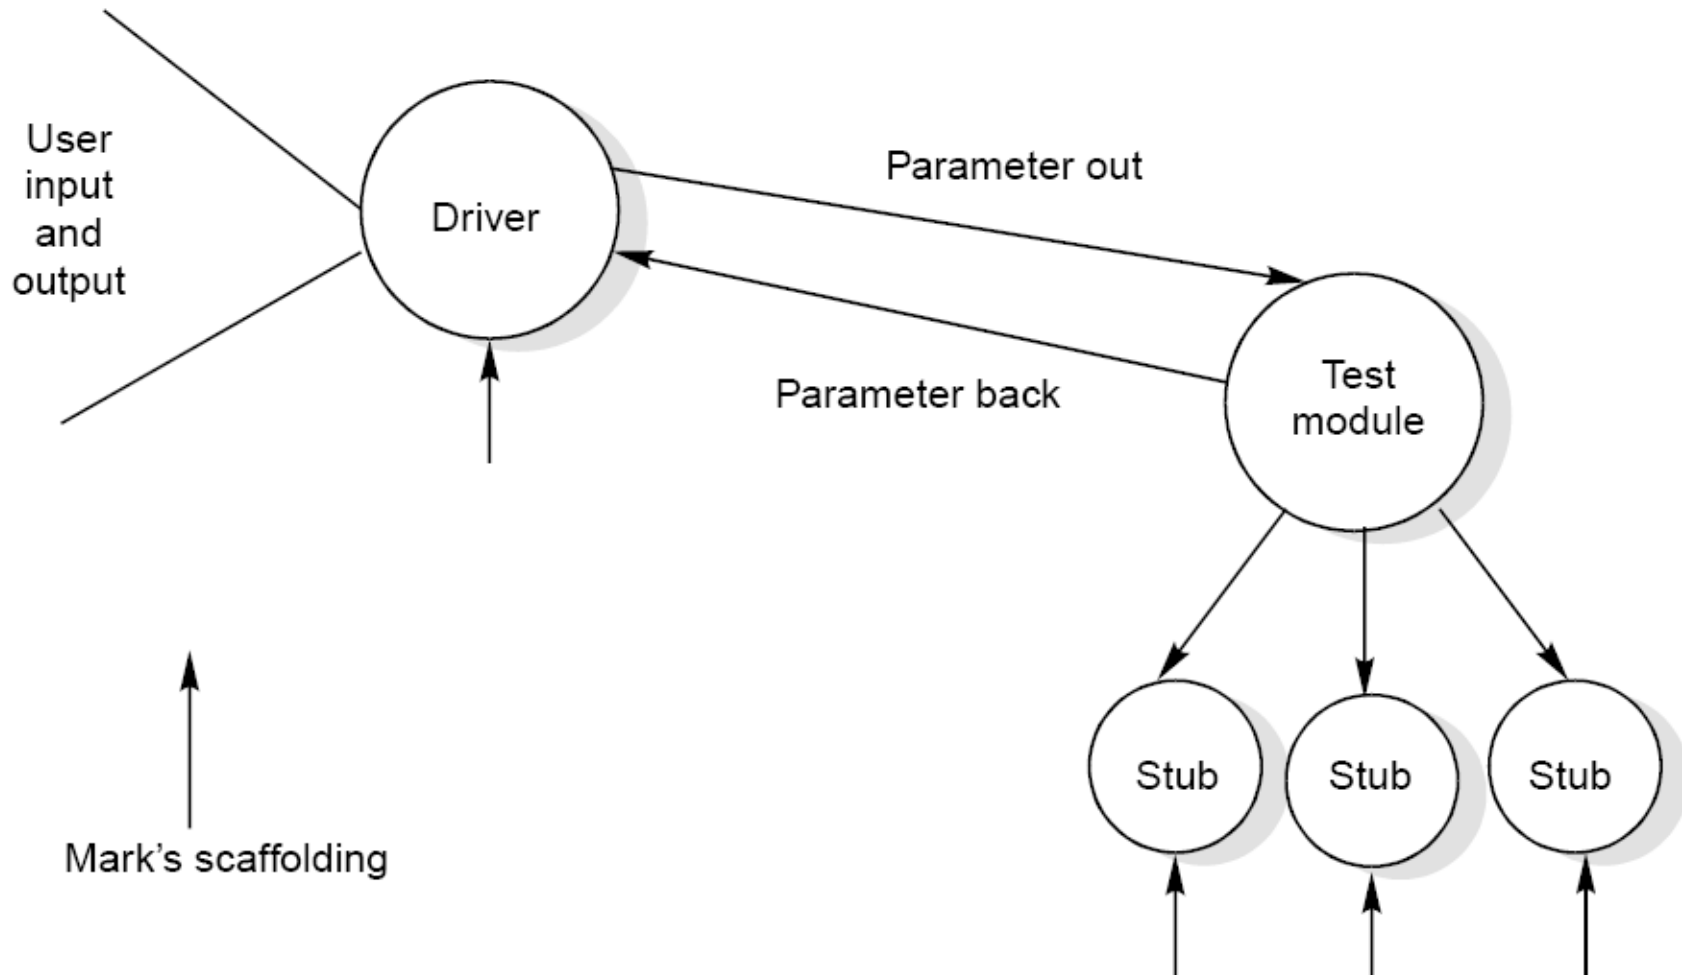 User
input
and
output
Driver
Parameter out
Parameter back
Test
module
Stub
Stub
Stub
Mark’s scaffolding